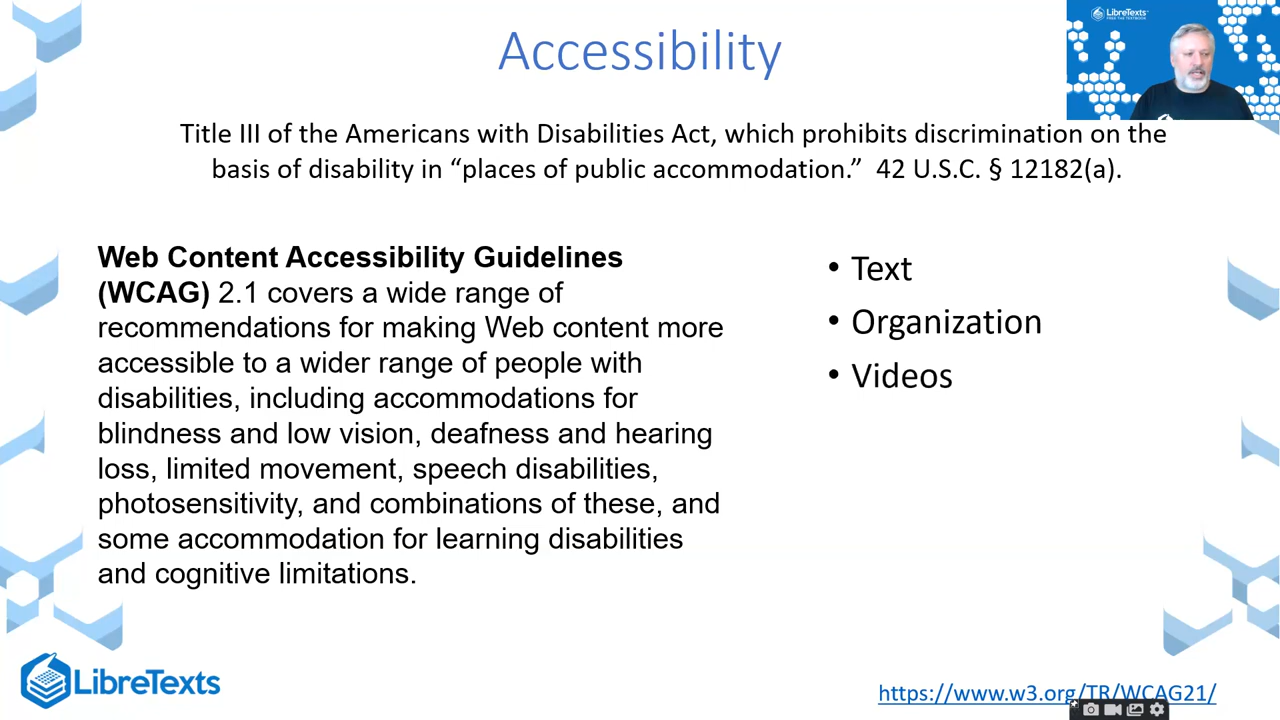 Accessibility
LibreTexts
FREE THE TEXTBOOK
Title III of the Americans with Disabilities Act, which prohibits discrimination on the
basis of disability in “places of public accommodation.”  42 U.S.C. § 12182(a).
Web Content Accessibility Guidelines
(WCAG) 2.1 covers a wide range of
recommendations for making Web content more
accessible to a wider range of people with
disabilities, including accommodations for
blindness and low vision, deafness and hearing
loss, limited movement, speech disabilities,
photosensitivity, and combinations of these, and
some accommodation for learning disabilities
and cognitive limitations.
• Text
• Organization
• Videos
LibreTexts
https://www.w3.org/TR/WCAG21/